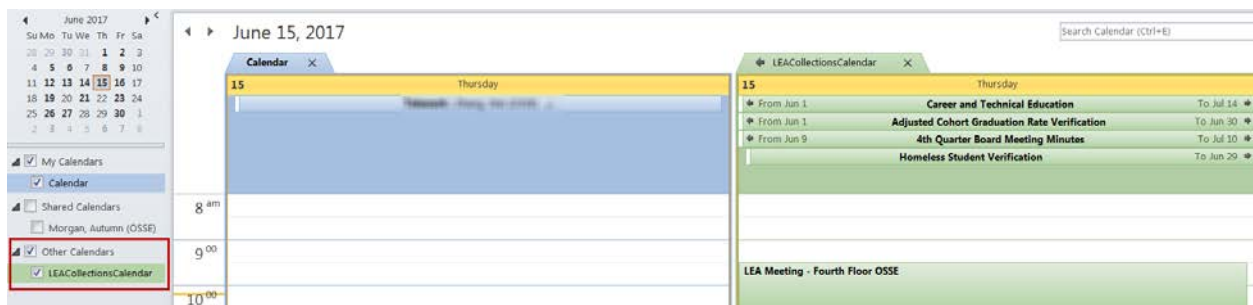 June 2017
Su Mo Tu We Th Fr Sa
28 29 30 31 1 2 3
4 5 6 7 8 9 10
11 12 13 14 15 16 17
18 19 20 21 22 23 24
25 26 27 28 29 30 1
2 3 4 5 6 7 8
My Calendars
Calendar
Shared Calendars
Morgan, Autumn (OSSE)
Other Calendars
LEACollectionsCalendar
June 15, 2017
Search Calendar (Ctrl+E)
Calendar X
15 Thursday
8 am
9 00
10 00
LEACollectionsCalendar X
15 Thursday
From Jun 1 Career and Technical Education To Jul 14
From Jun 1 Adjusted Cohort Graduation Rate Verification To Jun 30
From Jun 9 4th Quarter Board Meeting Minutes To Jul 10
Homeless Student Verification To Jun 29
LEA Meeting - Fourth Floor OSSE